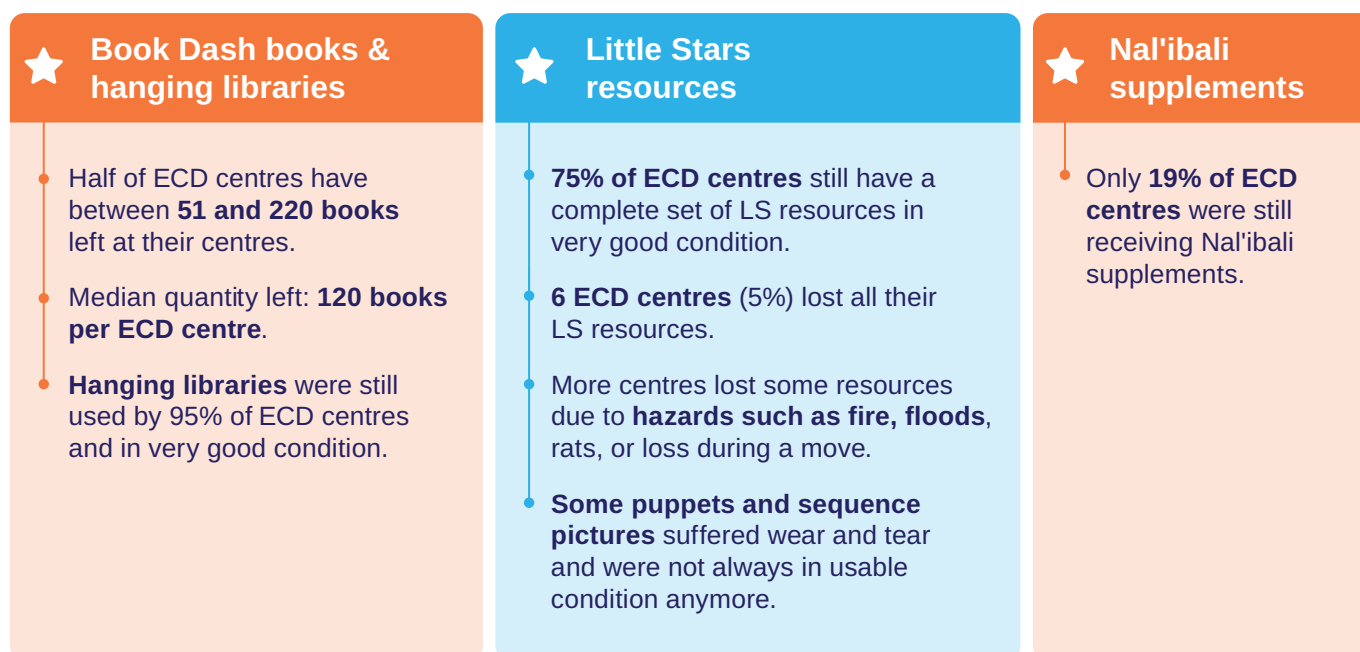 Book Dash books &
hanging libraries
Half of ECD centres have
between 51 and 220 books
left at their centres.
Median quantity left: 120 books
per ECD centre.
Hanging libraries were still
used by 95% of ECD centres
and in very good condition.
Little Stars
resources
75% of ECD centres still have a
complete set of LS resources in
very good condition.
6 ECD centres (5%) lost all their
LS resources.
More centres lost some resources
due to hazards such as fire, floods,
rats, or loss during a move.
Some puppets and sequence
pictures suffered wear and tear
and were not always in usable
condition anymore.
Nal'ibali
supplements
Only 19% of ECD
centres were still
receiving Nal'ibali
supplements.